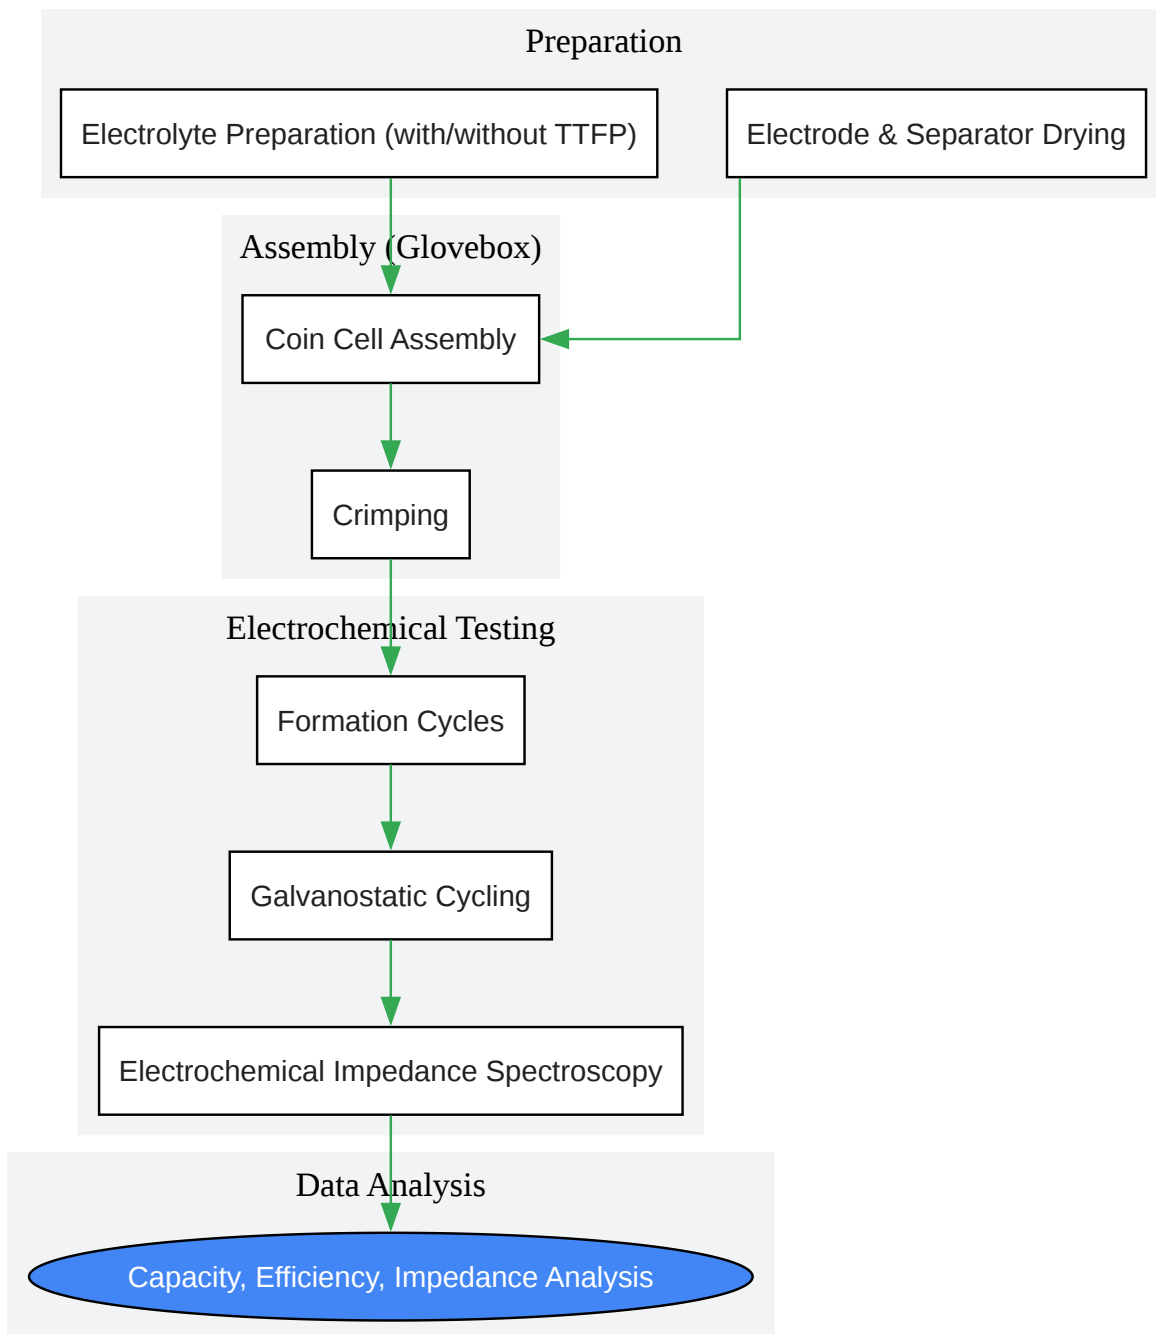 Preparation
Electrolyte Preparation (with/without TTFP)
Electrode & Separator Drying
Assembly (Glovebox)
Coin Cell Assembly
Crimping
Electrochemical Testing
Formation Cycles
Galvanostatic Cycling
Electrochemical Impedance Spectroscopy
Data Analysis
Capacity, Efficiency, Impedance Analysis